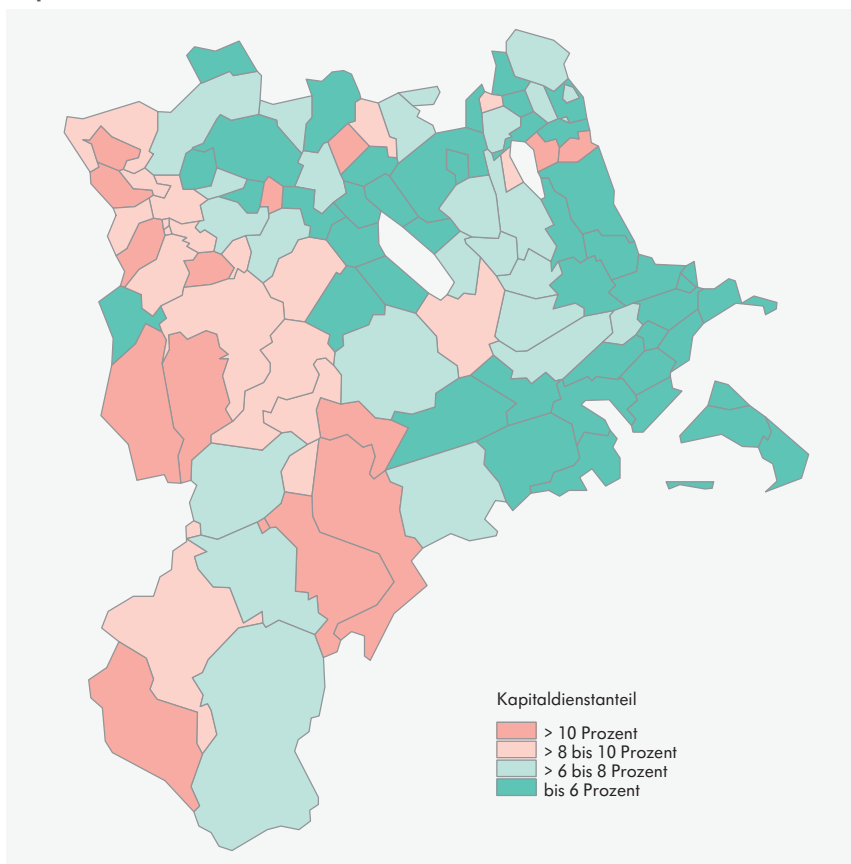 Kapitaldienstanteil
> 10 Prozent
> 8 bis 10 Prozent
> 6 bis 8 Prozent
bis 6 Prozent